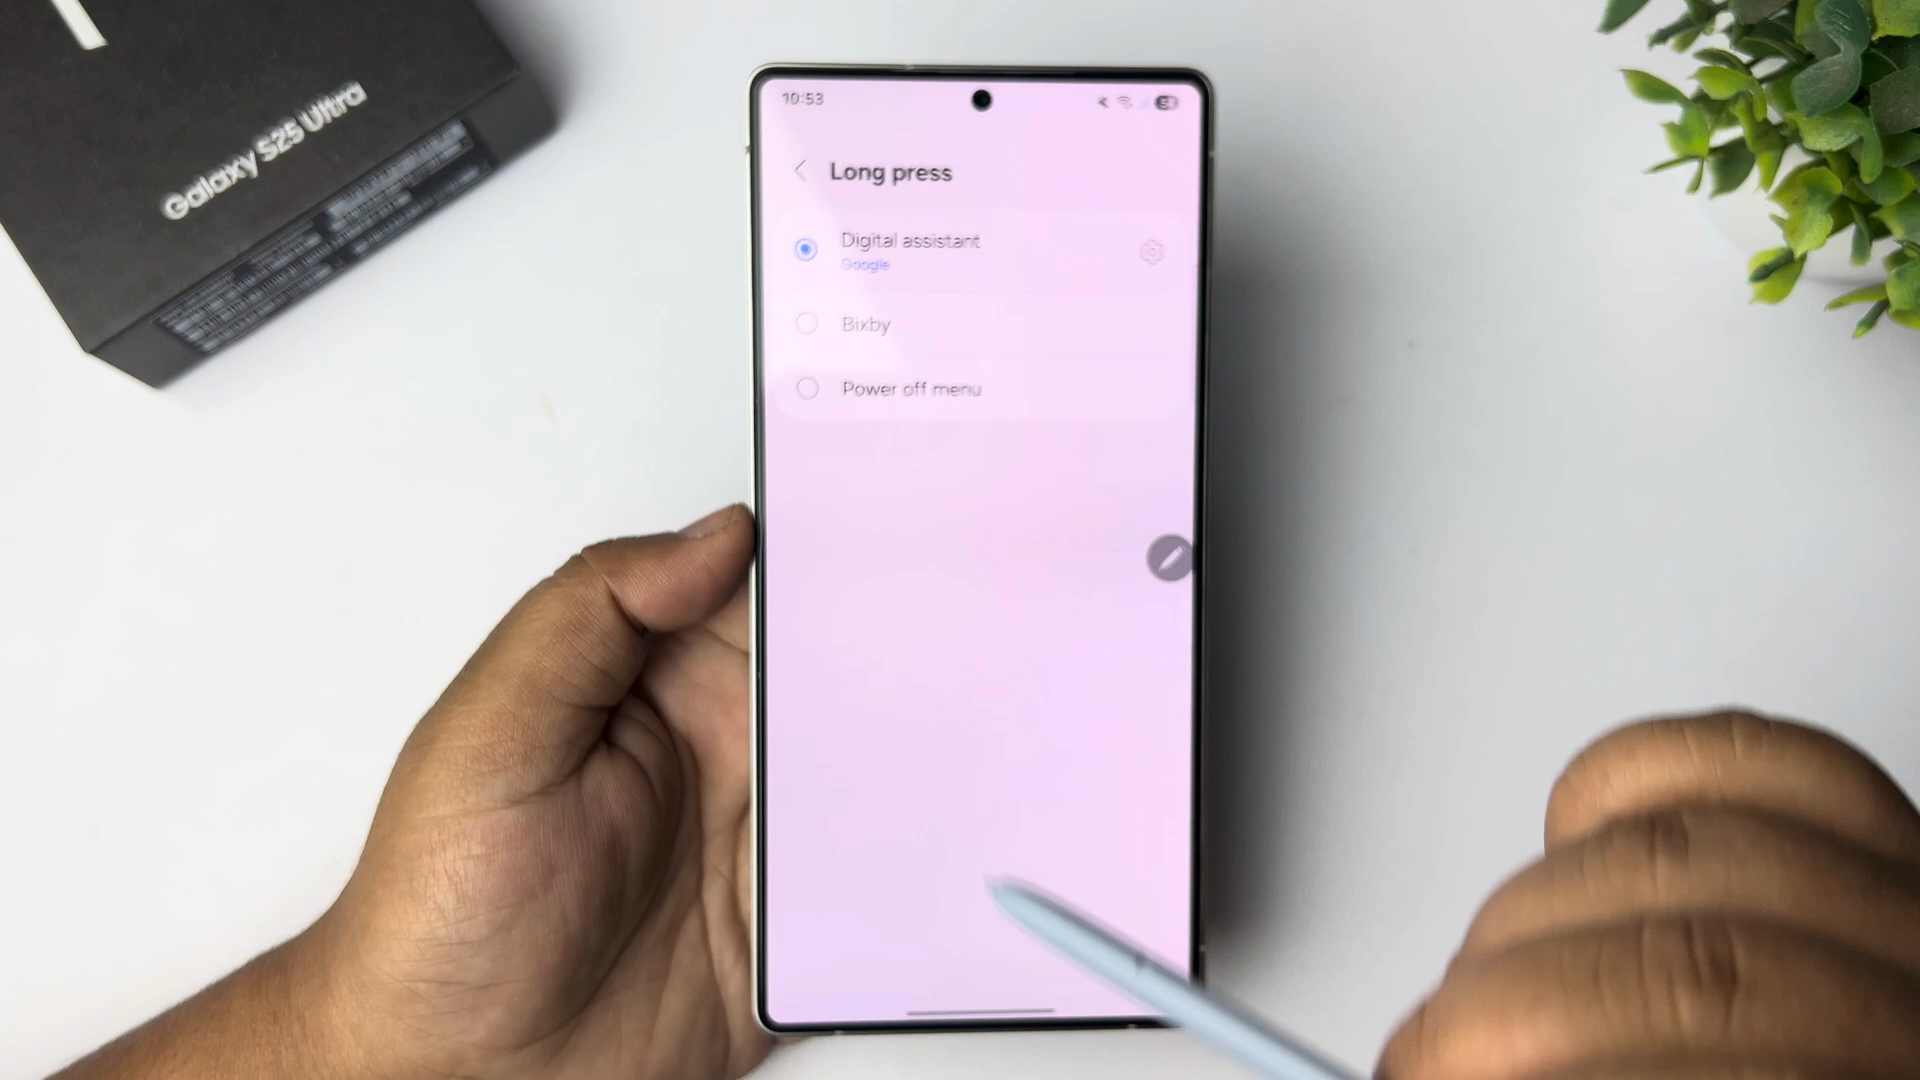 Galaxy S25 Ultra
10:53
Long press
Digital assistant
Google
Bixby
Power off menu